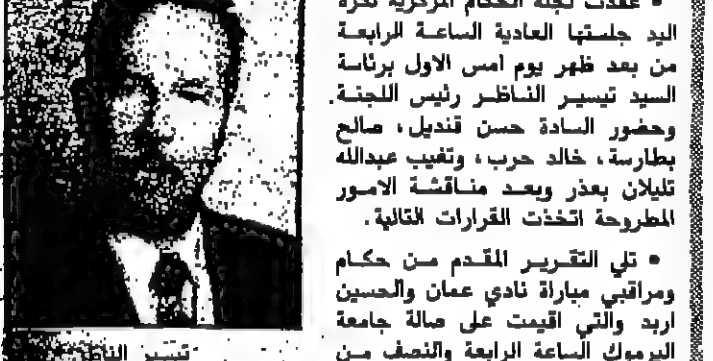 • عقدت لجنة الحكام المركزية لكرة
اليد جلستها العادية الساعة الرابعة
من بعد ظهر يوم امس الاول برئاسة
السيد تيسير الناظر رئيس اللجنة
وحضور السادة حسن قنديل، صالح
بطارسة، خالد حرب، وتغيب عبدالله
تليلان بعذر وبعد مناقشة الامور
المطروحة اتخذت القرارات التالية.
• تلي التقرير المقدم من حكام
ومراقبي مباراة نادي عمان والحسين
اربد والتي اقيمت على صالة جامعة
اليرموك الساعة الرابعة والنصف من
تيسير الناظر